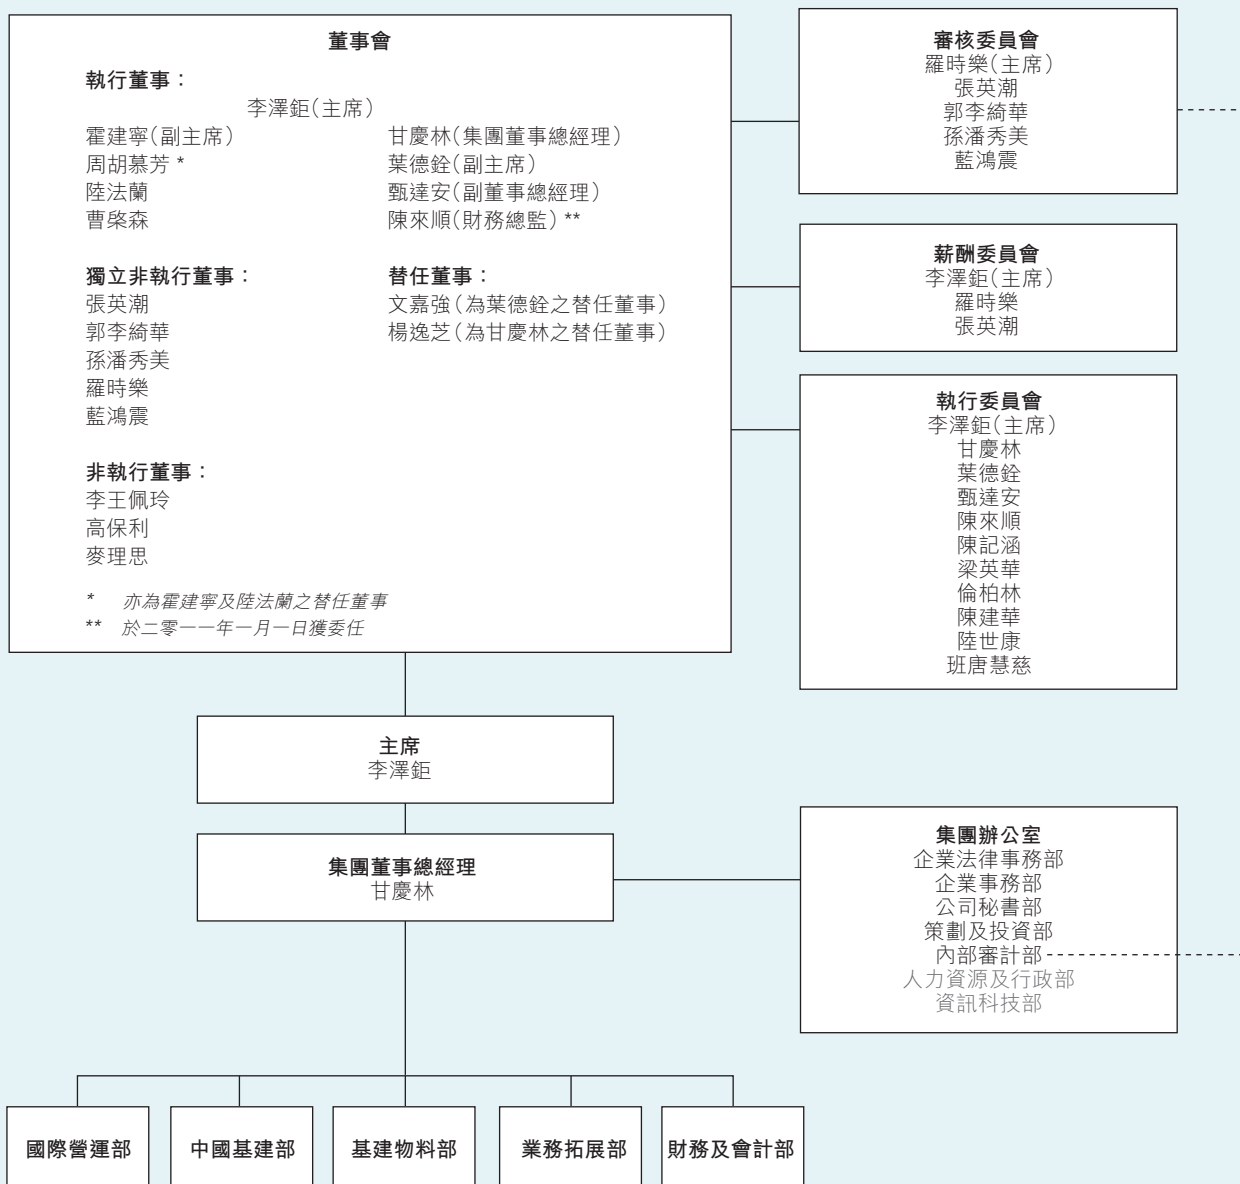 董事會
執行董事：
李澤鉅（主席）
霍建寧（副主席）
周胡慕芳 *
陸法蘭
曹棨森
甘慶林（集團董事總經理）
葉德銓（副主席）
甄達安（副董事總經理）
陳來順（財務總監）**
獨立非執行董事：
張英潮
郭李綺華
孫潘秀美
羅時樂
藍鴻震
替任董事：
文嘉強（為葉德銓之替任董事）
楊逸芝（為甘慶林之替任董事）
非執行董事：
李王佩玲
高保利
麥理思
* 亦為霍建寧及陸法蘭之替任董事
** 於二零一一年一月一日獲委任
審核委員會
羅時樂（主席）
張英潮
郭李綺華
孫潘秀美
藍鴻震
薪酬委員會
李澤鉅（主席）
羅時樂
張英潮
執行委員會
李澤鉅（主席）
甘慶林
葉德銓
甄達安
陳來順
陳記涵
梁英華
倫柏林
陳建華
陸世康
班唐慧慈
主席
李澤鉅
集團董事總經理
甘慶林
集團辦公室
企業法律事務部
企業事務部
公司秘書部
策劃及投資部
內部審計部
人力資源及行政部
資訊科技部
國際營運部
中國基建部
基建物料部
業務拓展部
財務及會計部